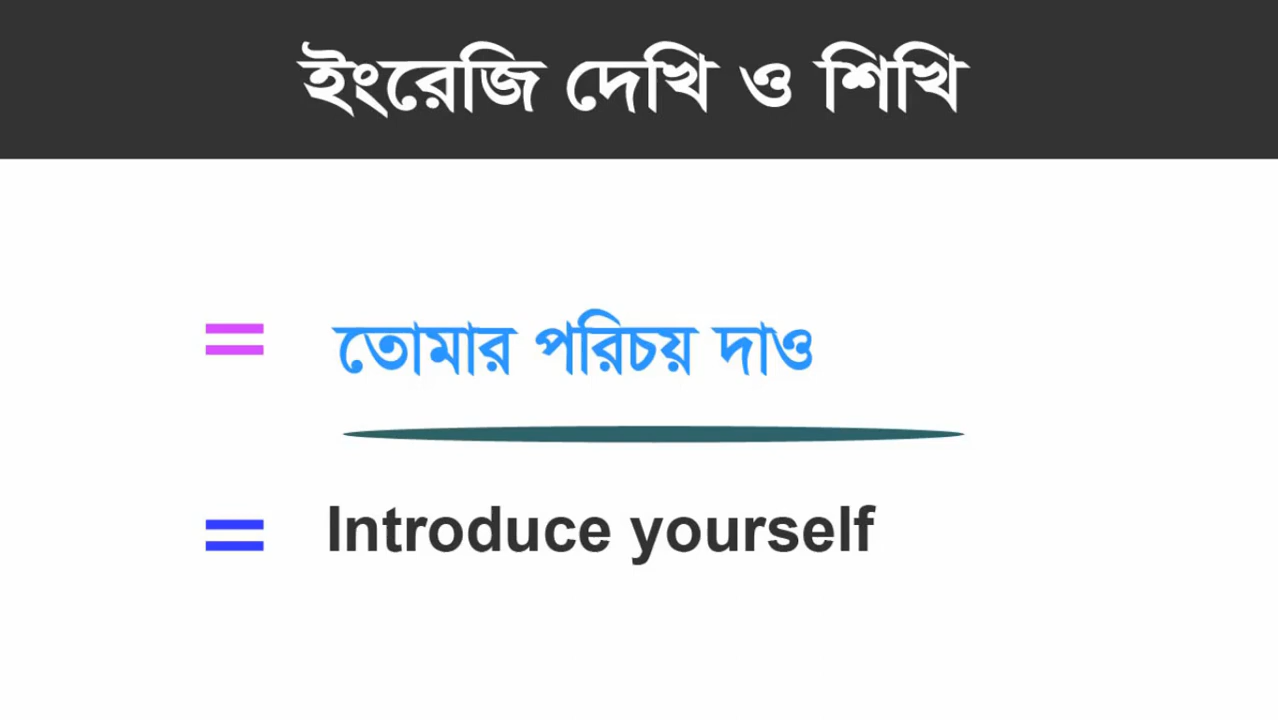 ইংরেজি দেখি ও শিখি
= তোমার পরিচয় দাও
= Introduce yourself